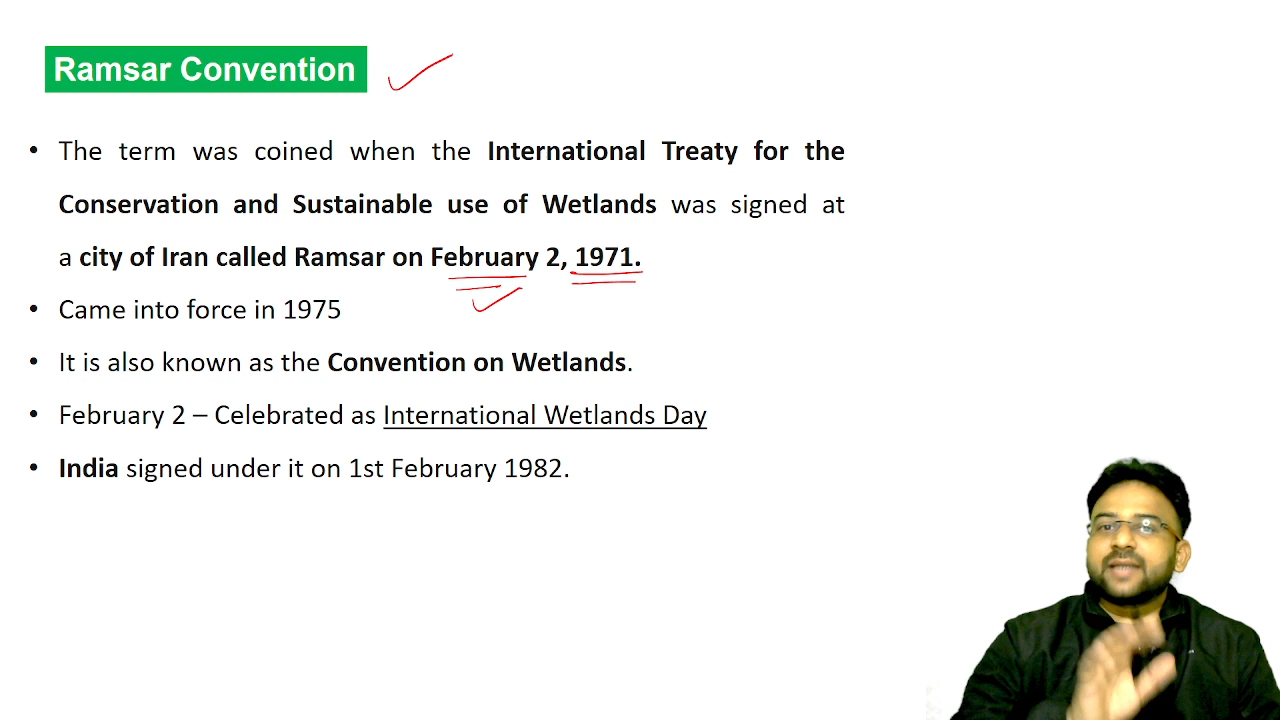 Ramsar Convention
• The term was coined when the International Treaty for the
Conservation and Sustainable use of Wetlands was signed at
a city of Iran called Ramsar on February 2, 1971.
• Came into force in 1975
• It is also known as the Convention on Wetlands.
• February 2 – Celebrated as International Wetlands Day
• India signed under it on 1st February 1982.